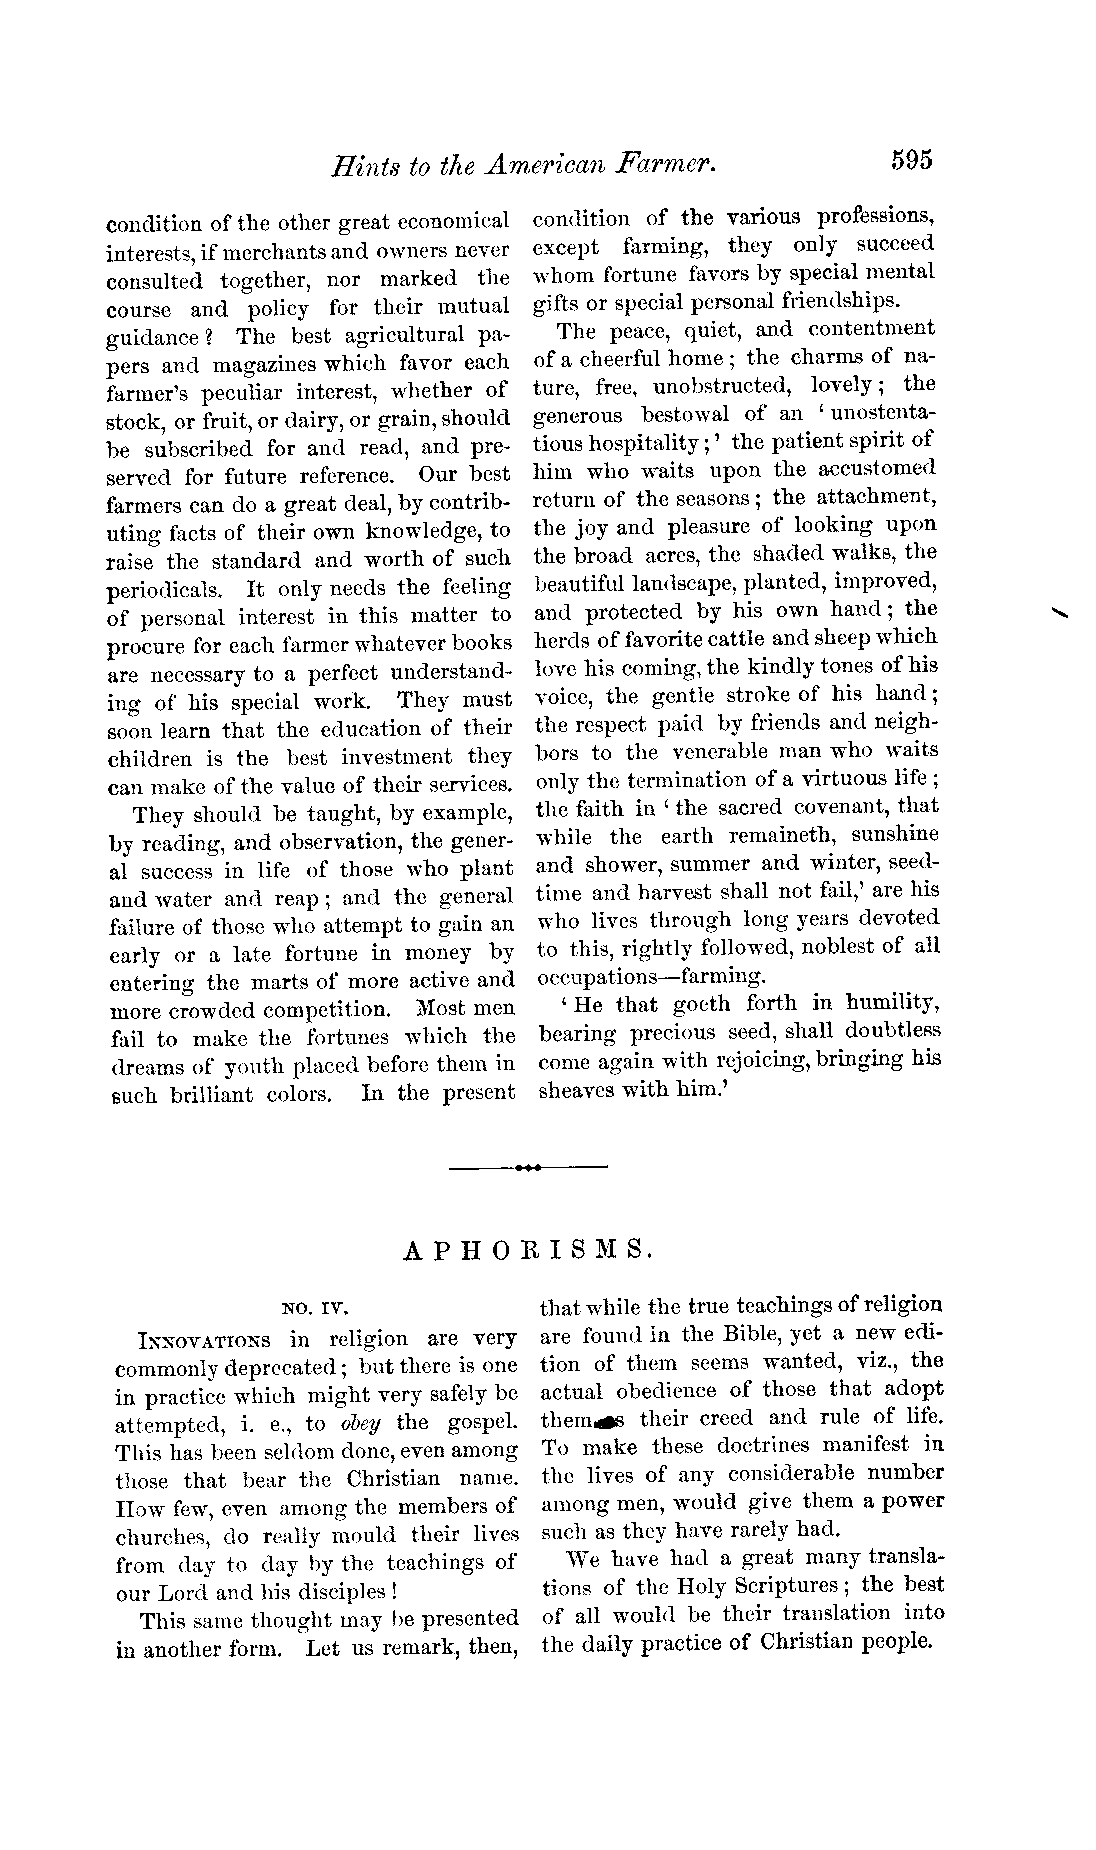 Hints to the American Farmer. 595
condition of the other great economical
interests, if merchants and owners never
consulted together, nor marked the
course and policy for their mutual
guidance? The best agricultural pa-
pers and magazines which favor each
farmer's peculiar interest, whether of
stock, or fruit, or dairy, or grain, should
be subscribed for and read, and pre-
served for future reference. Our best
farmers can do a great deal, by contrib-
uting facts of their own knowledge, to
raise the standard and worth of such
periodicals. It only needs the feeling
of personal interest in this matter to
procure for each farmer whatever books
are necessary to a perfect understand-
ing of his special work. They must
soon learn that the education of their
children is the best investment they
can make of the value of their services.
They should be taught, by example,
by reading, and observation, the gener-
al success in life of those who plant
and water and reap; and the general
failure of those who attempt to gain an
early or a late fortune in money by
entering the marts of more active and
more crowded competition. Most men
fail to make the fortunes which the
dreams of youth placed before them in
such brilliant colors. In the present
condition of the various professions,
except farming, they only succeed
whom fortune favors by special mental
gifts or special personal friendships.
The peace, quiet, and contentment
of a cheerful home; the charms of na-
ture, free, unobstructed, lovely; the
generous bestowal of an 'unostenta-
tious hospitality;' the patient spirit of
him who waits upon the accustomed
return of the seasons; the attachment,
the joy and pleasure of looking upon
the broad acres, the shaded walks, the
beautiful landscape, planted, improved,
and protected by his own hand; the
herds of favorite cattle and sheep which
love his coming, the kindly tones of his
voice, the gentle stroke of his hand;
the respect paid by friends and neigh-
bors to the venerable man who waits
only the termination of a virtuous life;
the faith in 'the sacred covenant, that
while the earth remaineth, sunshine
and shower, summer and winter, seed-
time and harvest shall not fail,' are his
who lives through long years devoted
to this, rightly followed, noblest of all
occupations—farming.
'He that goeth forth in humility,
bearing precious seed, shall doubtless
come again with rejoicing, bringing his
sheaves with him.'
APHORISMS.
NO. IV.
INNOVATIONS in religion are very
commonly deprecated; but there is one
in practice which might very safely be
attempted, i. e., to obey the gospel.
This has been seldom done, even among
those that bear the Christian name.
How few, even among the members of
churches, do really mould their lives
from day to day by the teachings of
our Lord and his disciples!
This same thought may be presented
in another form. Let us remark, then,
that while the true teachings of religion
are found in the Bible, yet a new edi-
tion of them seems wanted, viz., the
actual obedience of those that adopt
them as their creed and rule of life.
To make these doctrines manifest in
the lives of any considerable number
among men, would give them a power
such as they have rarely had.
We have had a great many transla-
tions of the Holy Scriptures; the best
of all would be their translation into
the daily practice of Christian people.